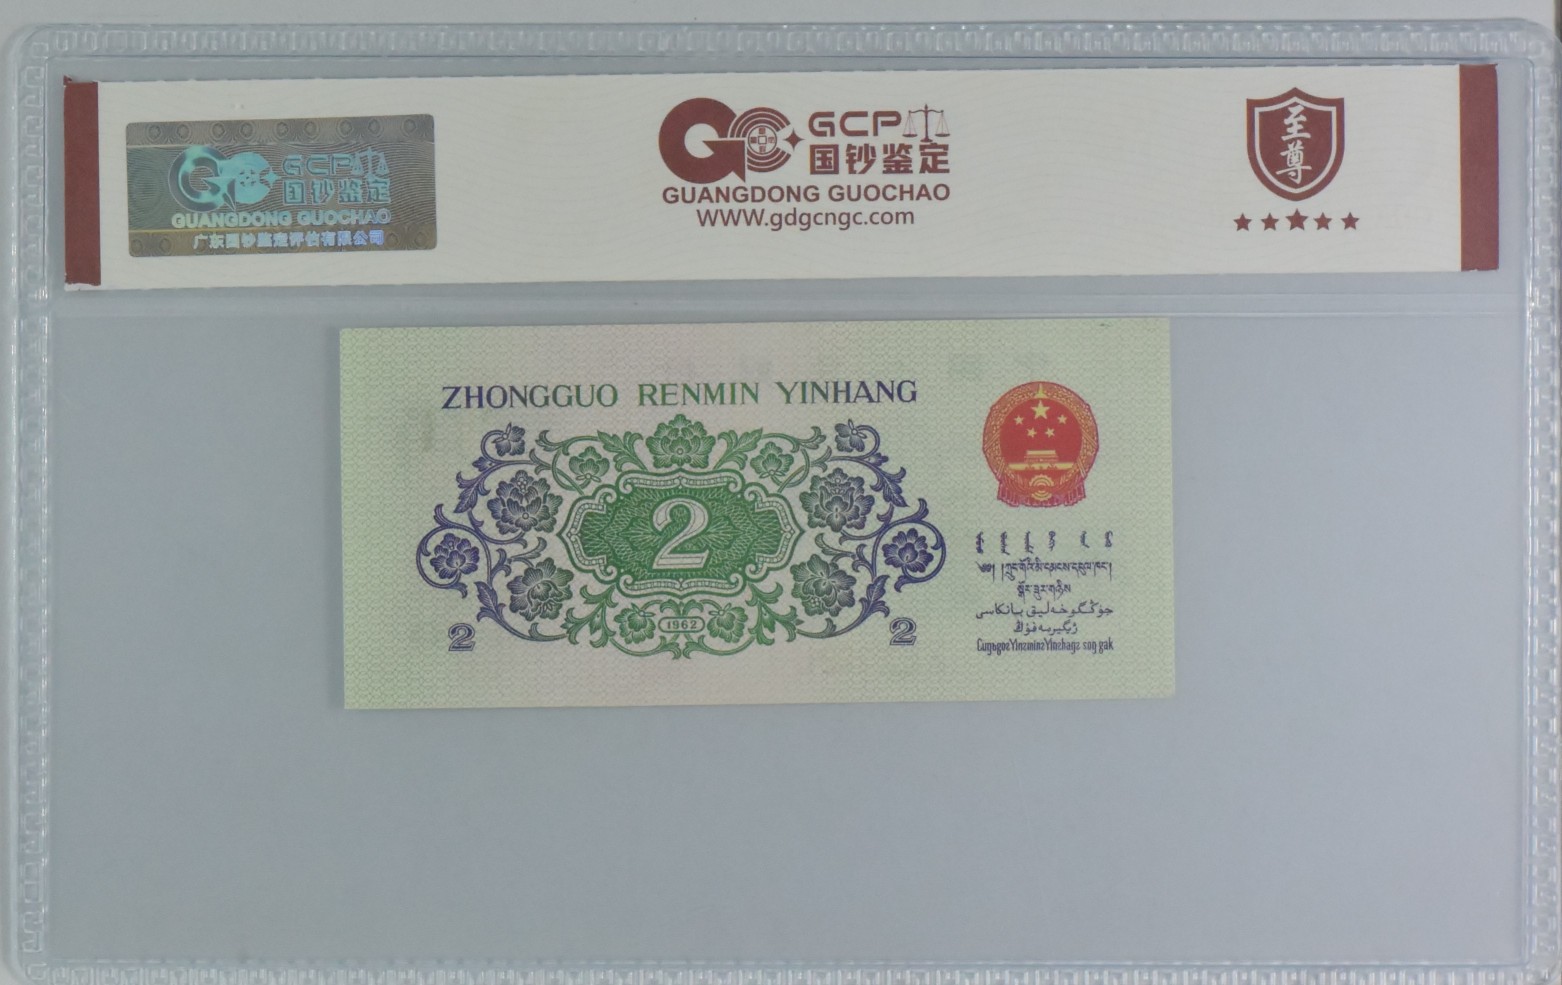 GCP
国钞鉴定
GUANGDONG GUOCHAO
广东国钞鉴定评估有限公司
GCP
国钞鉴定
GUANGDONG GUOCHAO
WWW.gdgcngc.com
至尊
ZHONGGUO RENMIN YINHANG
2
1962
2
2
جۇڭگوخەلىق بانكاسى